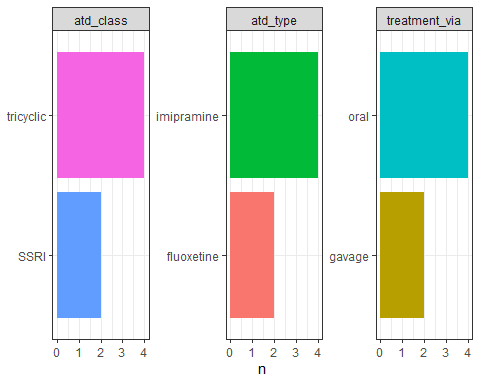 atd_class atd_type treatment_via
tricyclic imipramine oral
SSRI fluoxetine gavage
0 1 2 3 4 0 1 2 3 4 0 1 2 3 4
n